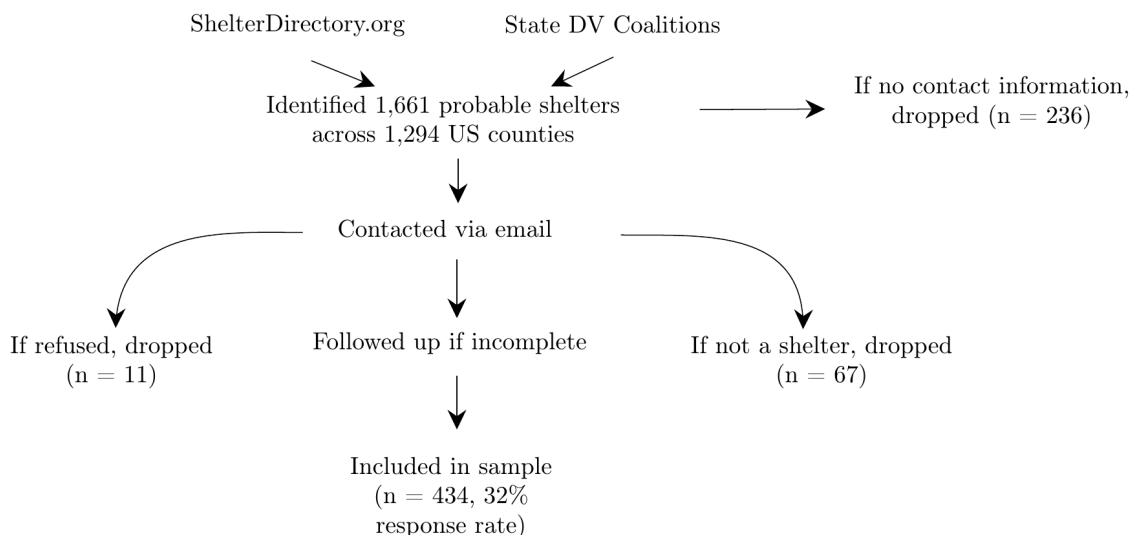 ShelterDirectory.org
State DV Coalitions
Identified 1,661 probable shelters
across 1,294 US counties
If no contact information,
dropped (n = 236)
Contacted via email
If refused, dropped
(n = 11)
Followed up if incomplete
If not a shelter, dropped
(n = 67)
Included in sample
(n = 434, 32%
response rate)